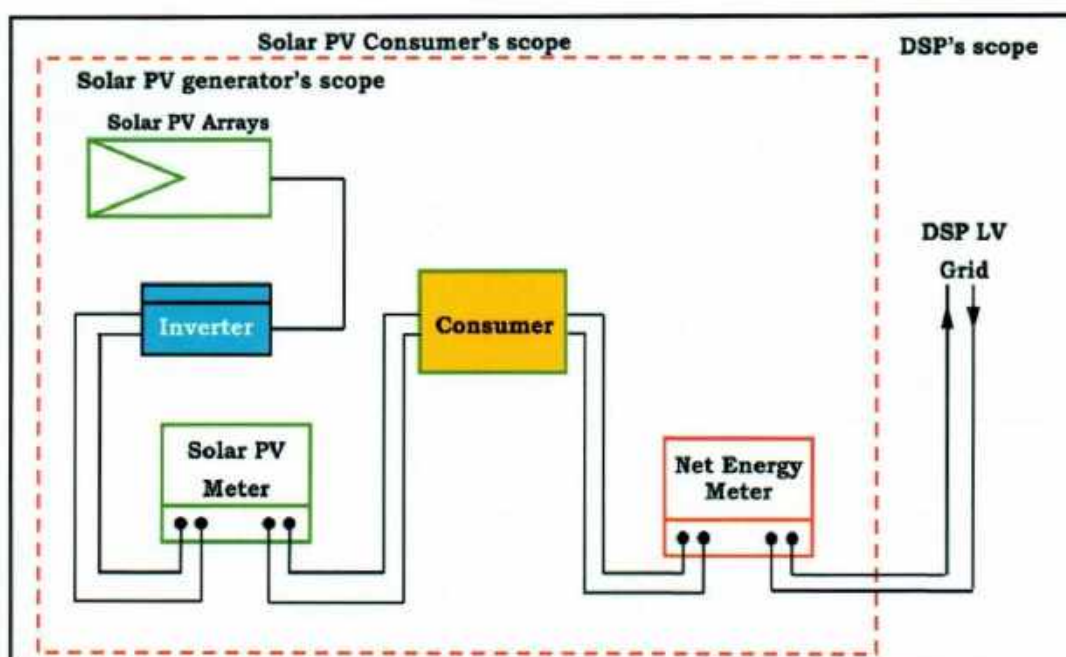 Solar PV Consumer's scope
DSP's scope
Solar PV generator's scope
Solar PV Arrays
DSP LV
Grid
Inverter
Consumer
Solar PV
Meter
Net Energy
Meter